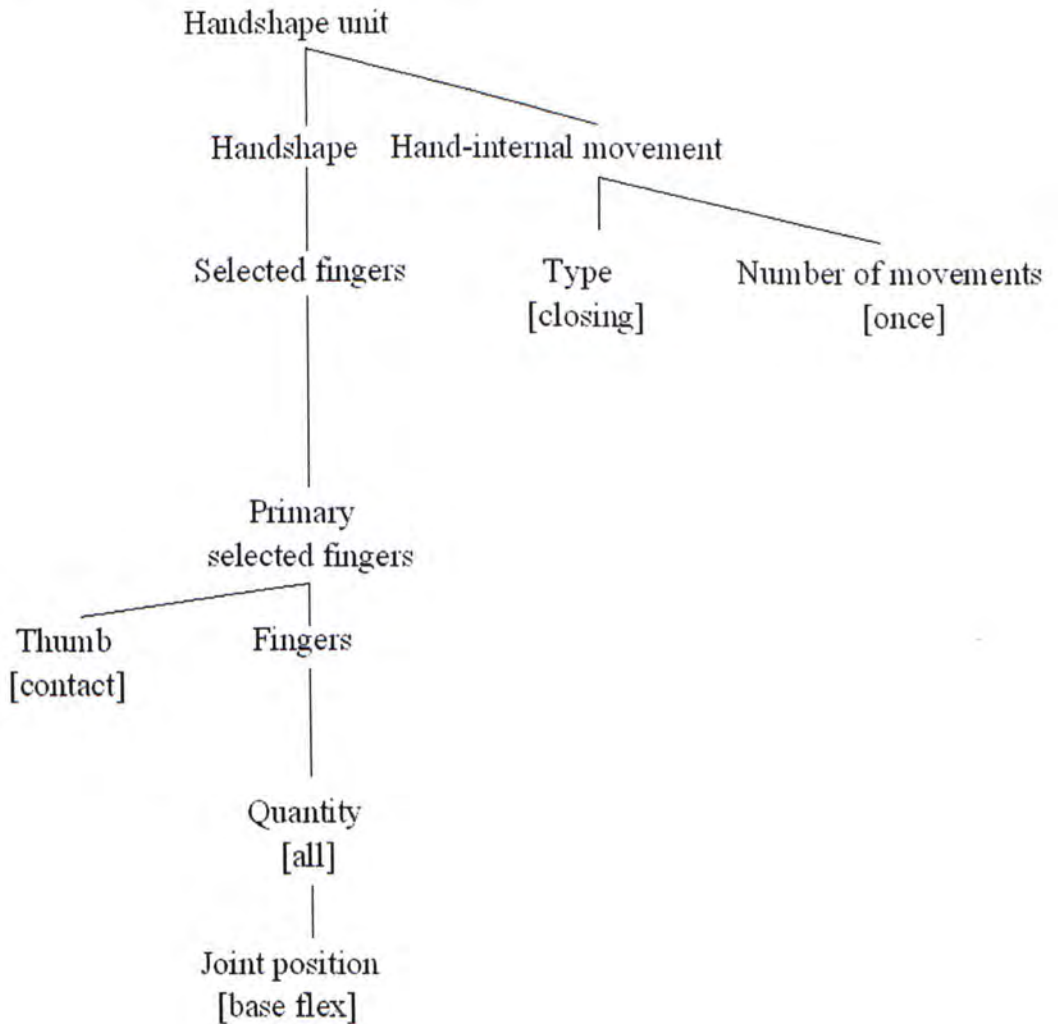 Handshape unit
Handshape Hand-internal movement
Selected fingers Type Number of movements
[closing] [once]
Primary
selected fingers
Thumb Fingers
[contact]
Quantity
[all]
Joint position
[base flex]